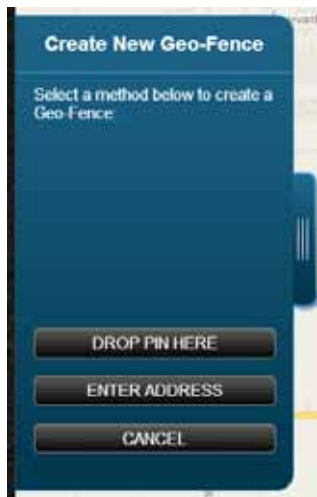 Create New Geo-Fence
Select a method below to create a
Geo-Fence:
DROP PIN HERE
ENTER ADDRESS
CANCEL